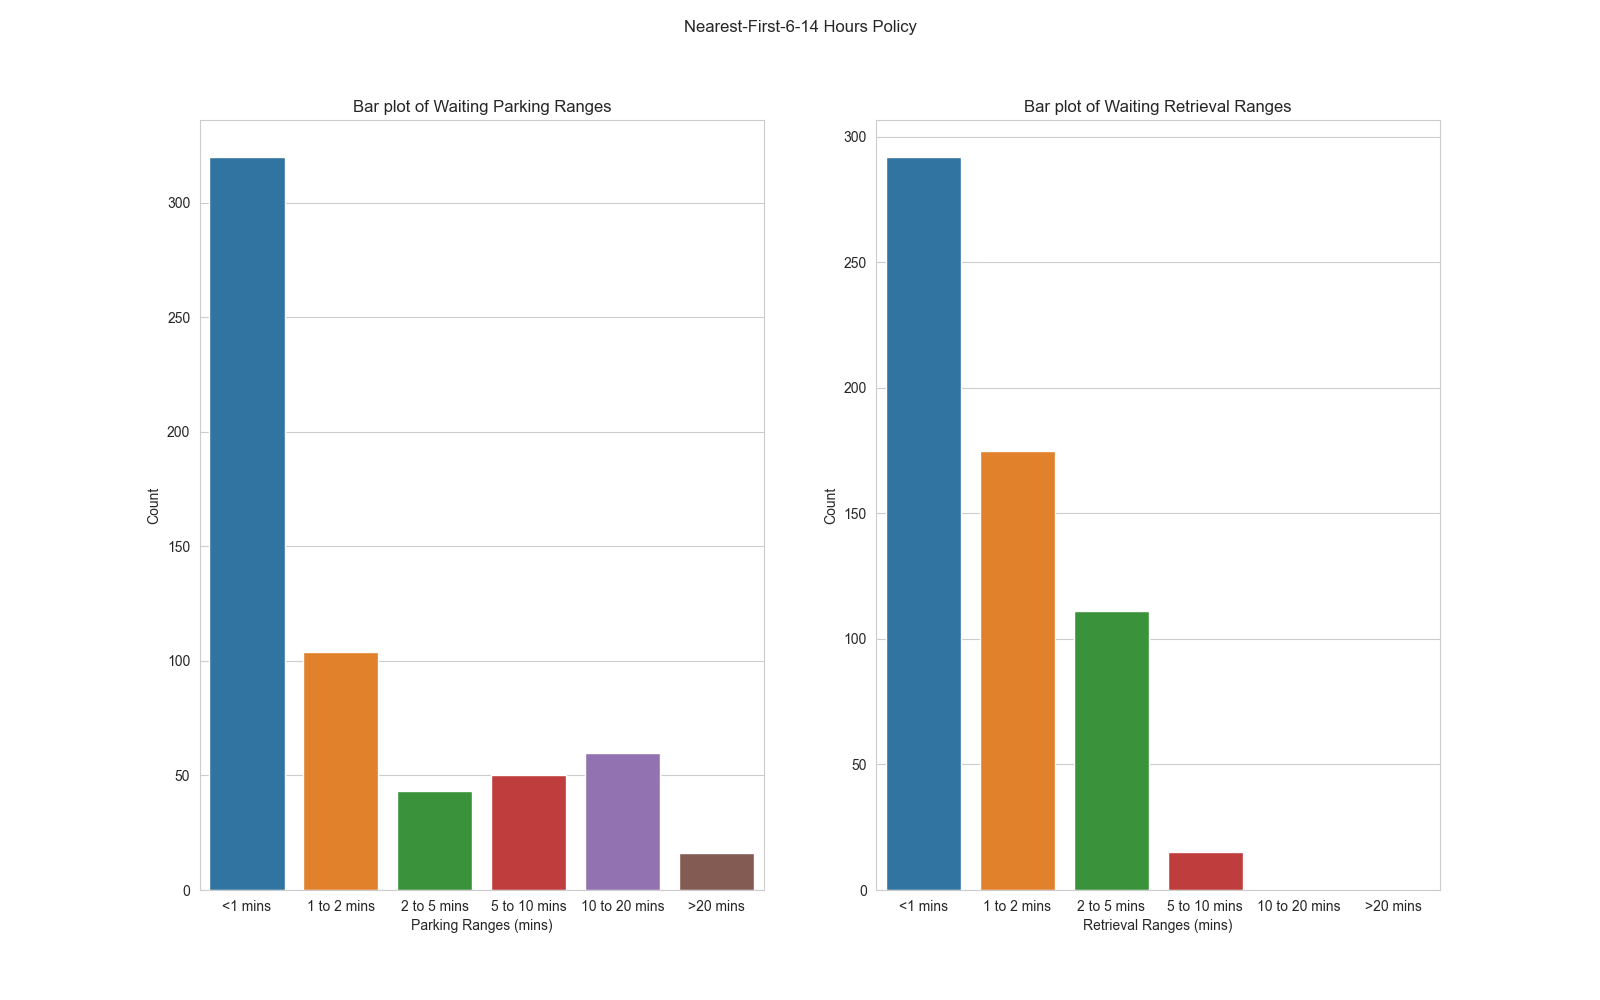 Nearest-First-6-14 Hours Policy
Bar plot of Waiting Parking Ranges
Count
300
250
200
150
100
50
0
<1 mins 1 to 2 mins 2 to 5 mins 5 to 10 mins 10 to 20 mins >20 mins
Parking Ranges (mins)
Bar plot of Waiting Retrieval Ranges
Count
300
250
200
150
100
50
0
<1 mins 1 to 2 mins 2 to 5 mins 5 to 10 mins 10 to 20 mins >20 mins
Retrieval Ranges (mins)